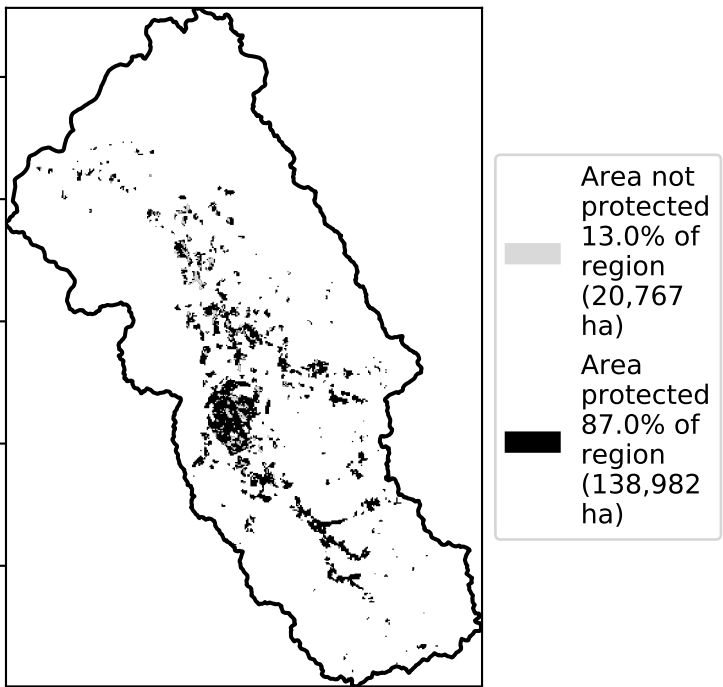 Area not
protected
13.0% of
region
(20,767
ha)
Area
protected
87.0% of
region
(138,982
ha)